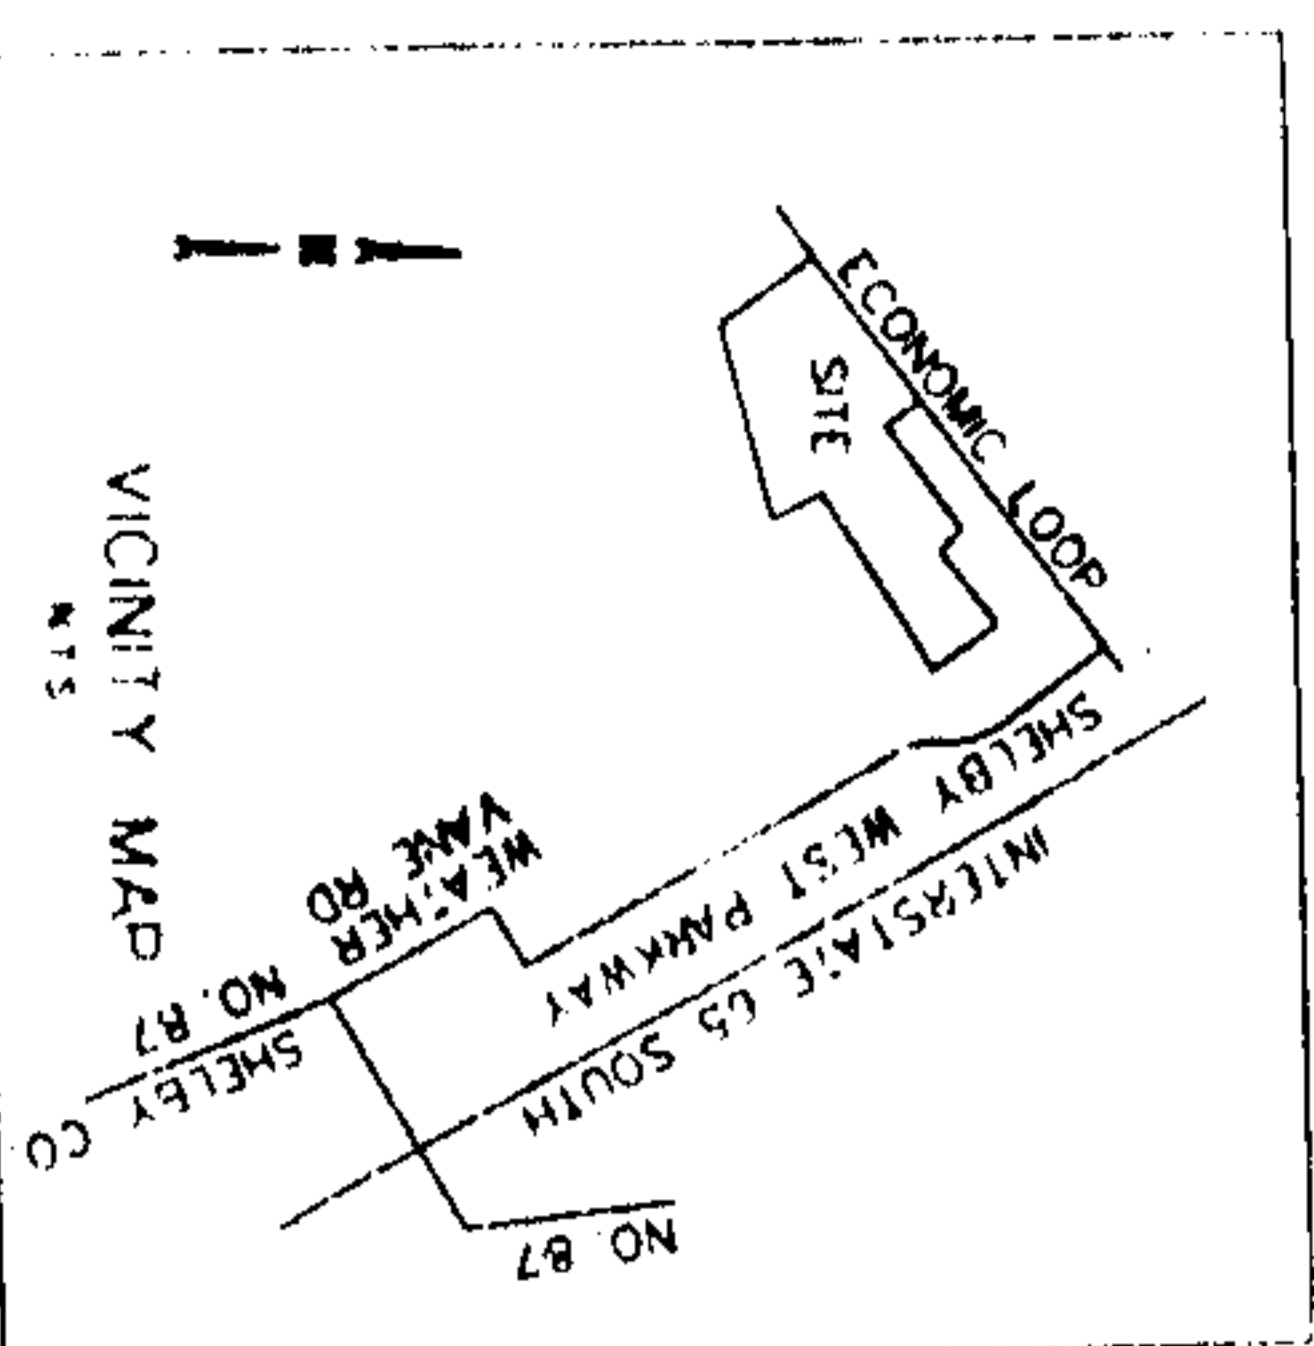 ECONOMIC LOOP
SITE
SHELBY WEST PARKWAY
INTERSTATE 65 SOUTH
WEATHER
VANE RD
SHELBY CO
NO. 87
NO. 87
VICINITY MAP
NTS